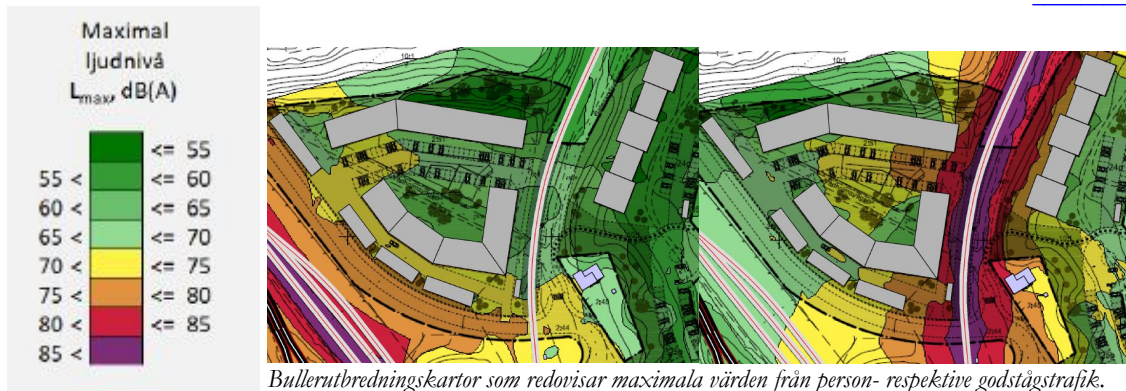 Maximal
ljudnivå
Lmax, dB(A)
<= 55
55 < <= 60
60 < <= 65
65 < <= 70
70 < <= 75
75 < <= 80
80 < <= 85
85 <
Bullerutbredningskartor som redovisar maximala värden från person- respektive godstågstrafik.